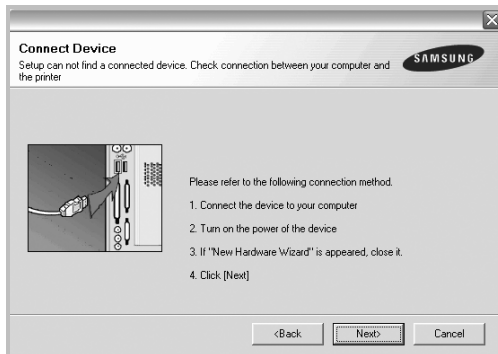 Connect Device
Setup can not find a connected device. Check connection between your computer and
the printer
SAMSUNG
Please refer to the following connection method.
1. Connect the device to your computer
2. Turn on the power of the device
3. If "New Hardware Wizard" is appeared, close it.
4. Click [Next]
<Back
Next>
Cancel